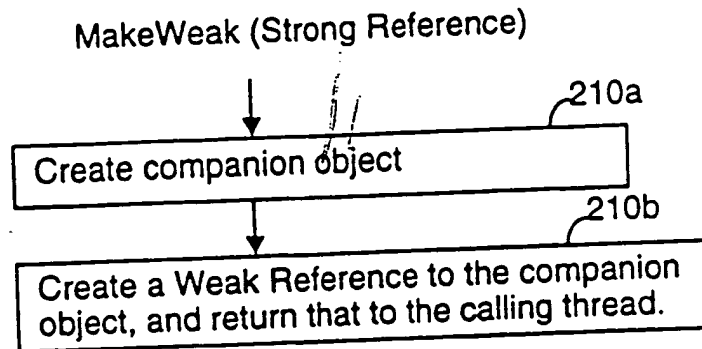 MakeWeak (Strong Reference)
210a
Create companion object
210b
Create a Weak Reference to the companion
object, and return that to the calling thread.